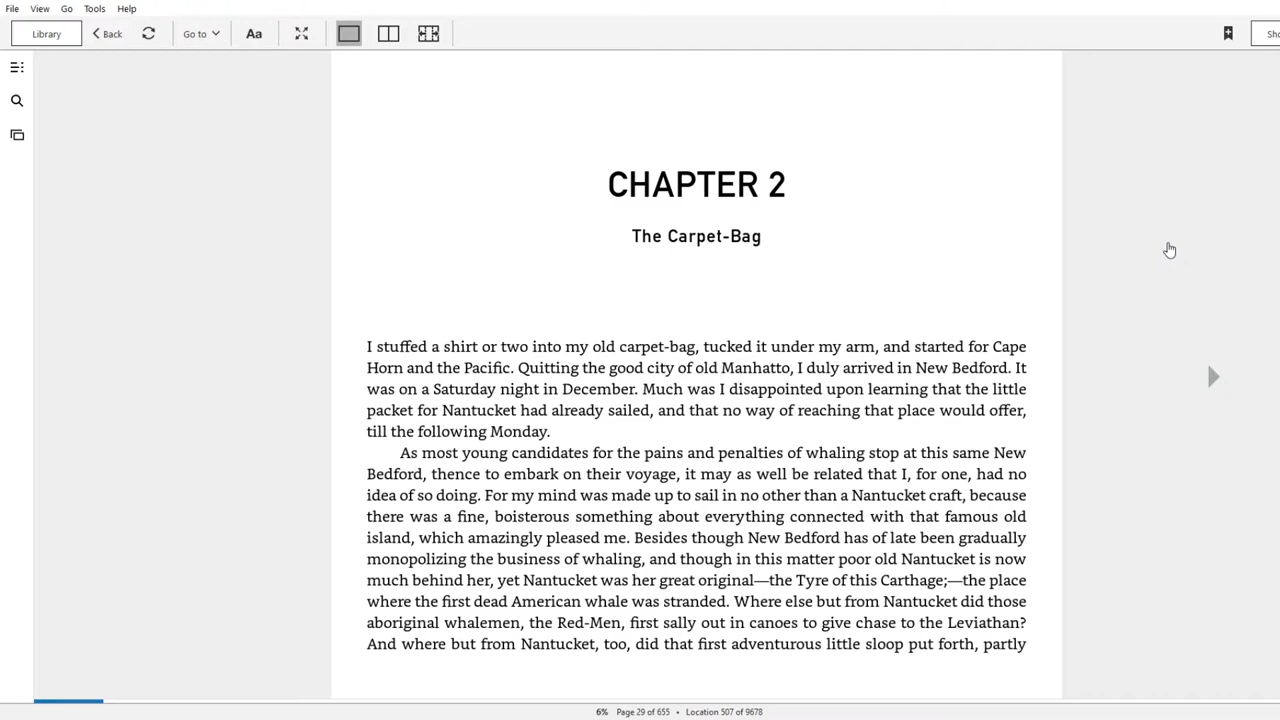 File View Go Tools Help
Library Back Go to Aa Sho
CHAPTER 2
The Carpet-Bag
I stuffed a shirt or two into my old carpet-bag, tucked it under my arm, and started for Cape
Horn and the Pacific. Quitting the good city of old Manhatto, I duly arrived in New Bedford. It
was on a Saturday night in December. Much was I disappointed upon learning that the little
packet for Nantucket had already sailed, and that no way of reaching that place would offer,
till the following Monday.
As most young candidates for the pains and penalties of whaling stop at this same New
Bedford, thence to embark on their voyage, it may as well be related that I, for one, had no
idea of so doing. For my mind was made up to sail in no other than a Nantucket craft, because
there was a fine, boisterous something about everything connected with that famous old
island, which amazingly pleased me. Besides though New Bedford has of late been gradually
monopolizing the business of whaling, and though in this matter poor old Nantucket is now
much behind her, yet Nantucket was her great original—the Tyre of this Carthage;—the place
where the first dead American whale was stranded. Where else but from Nantucket did those
aboriginal whalemen, the Red-Men, first sally out in canoes to give chase to the Leviathan?
And where but from Nantucket, too, did that first adventurous little sloop put forth, partly
6% Page 29 of 655 • Location 507 of 9678